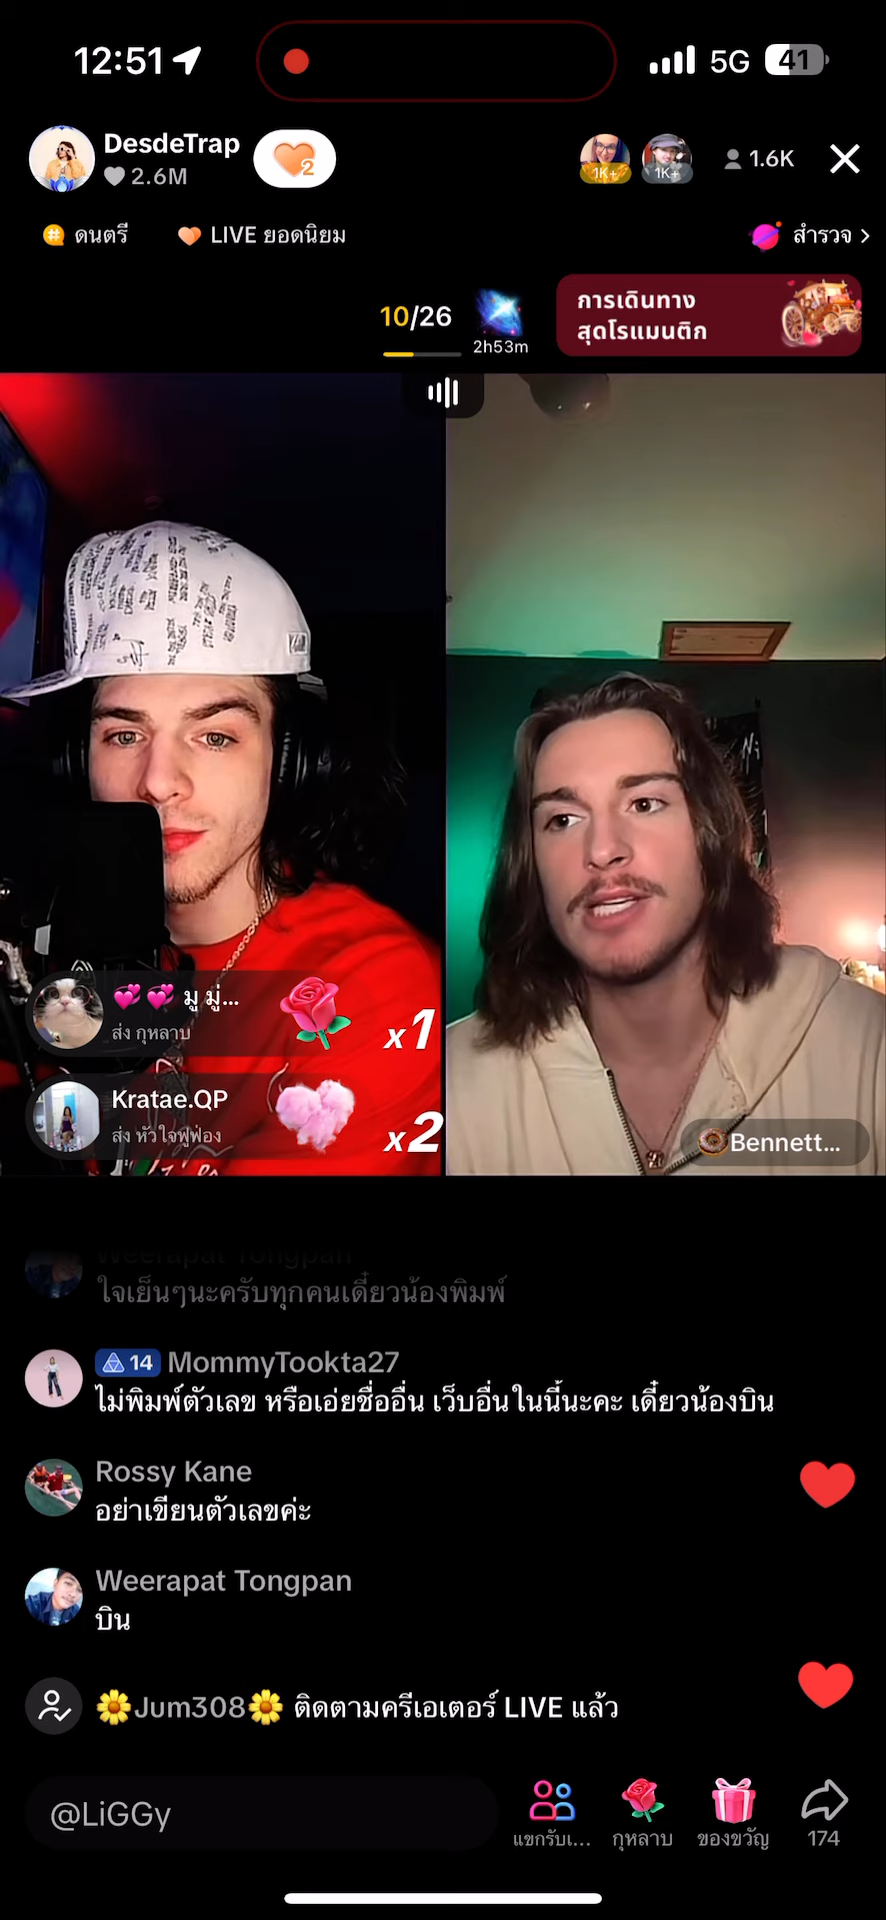 12:51
5G
41
DesdeTrap
2.6M
2
1K+
1K+
1.6K
ดนตรี
LIVE ยอดนิยม
สำรวจ
10/26
2h53m
การเดินทาง
สุดโรแมนติก
มู มู่...
ส่ง กุหลาบ
x1
Kratae.QP
ส่ง หัวใจฟูฟ่อง
x2
Bennett...
Weerapat Tongpan
ใจเย็นๆนะครับทุกคนเดี๋ยวน้องพิมพ์
14 MommyTookta27
ไม่พิมพ์ตัวเลข หรือเอ่ยชื่ออื่น เว็บอื่นในนี้นะคะ เดี๋ยวน้องบิน
Rossy Kane
อย่าเขียนตัวเลขค่ะ
Weerapat Tongpan
บิน
🌼Jum308🌼 ติดตามครีเอเตอร์ LIVE แล้ว
@LiGGy
แขกรับเ...
กุหลาบ
ของขวัญ
174